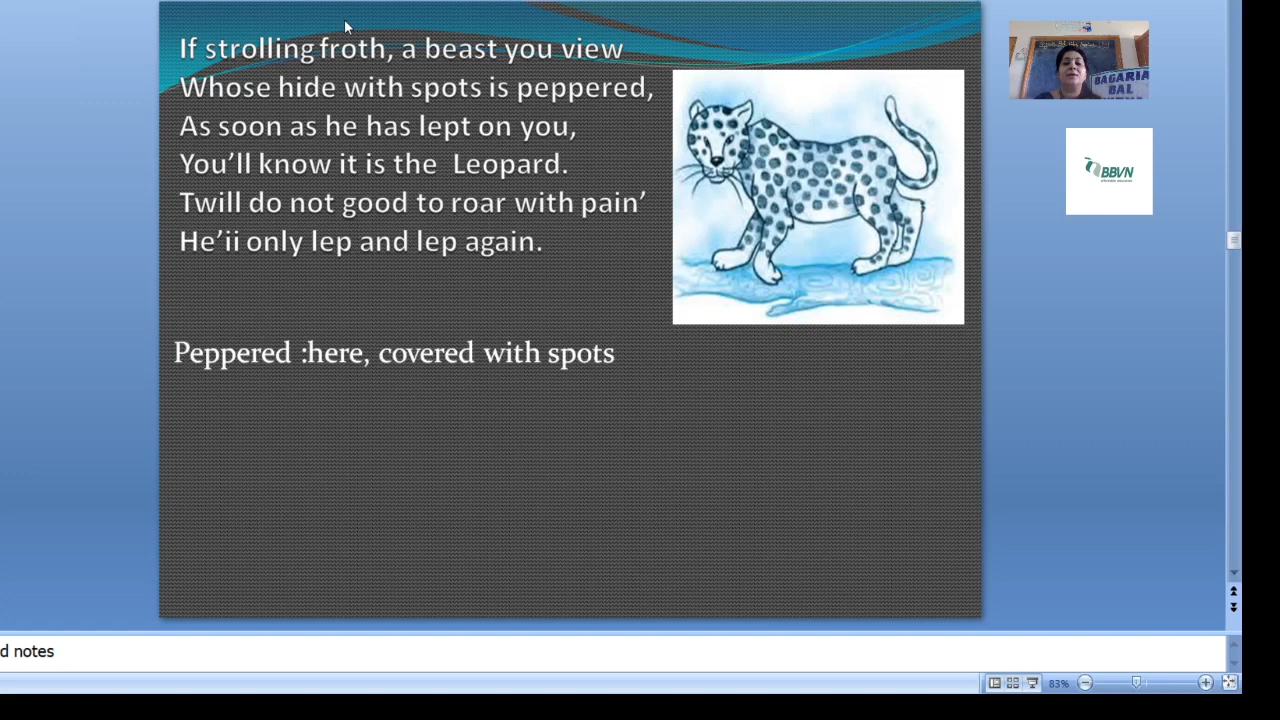 If strolling froth, a beast you view
Whose hide with spots is peppered,
As soon as he has lept on you,
You'll know it is the Leopard.
Twill do not good to roar with pain'
He'ii only lep and lep again.
Peppered :here, covered with spots
BAGARIA
BAL
BBVN
d notes
83%